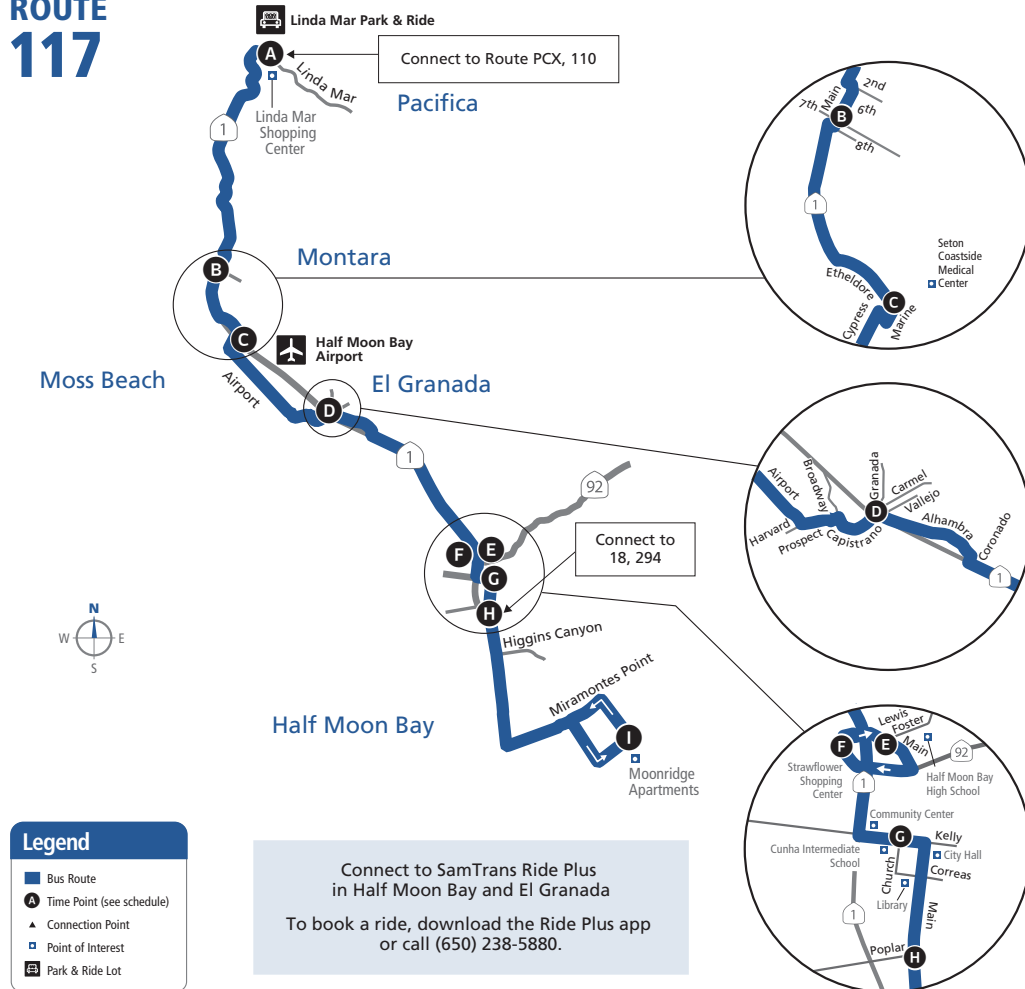 ROUTE
117
Linda Mar Park & Ride
A
Connect to Route PCX, 110
Linda Mar
Pacifica
Linda Mar
Shopping
Center
1
B
Montara
C
Half Moon Bay
Airport
Moss Beach
Airport
El Granada
D
1
92
F
E
G
H
Connect to
18, 294
Higgins Canyon
Miramontes Point
Half Moon Bay
I
Moonridge
Apartments
N
W
E
S
2nd
Main
7th
6th
B
8th
1
Seton
Coastside
Medical
Center
Etheldore
C
Cypress
Marine
Granada
Broadway
Carmel
Airport
Vallejo
D
Harvard
Prospect
Capistrano
Alhambra
Coronado
1
Lewis
Foster
F
E
Main
92
Strawflower
Shopping
Center
Half Moon Bay
High School
1
Community Center
G
Kelly
Cunha Intermediate
School
City Hall
Church
Correas
Library
1
Main
Poplar
H
Legend
Bus Route
A Time Point (see schedule)
Connection Point
Point of Interest
Park & Ride Lot
Connect to SamTrans Ride Plus
in Half Moon Bay and El Granada
To book a ride, download the Ride Plus app
or call (650) 238-5880.